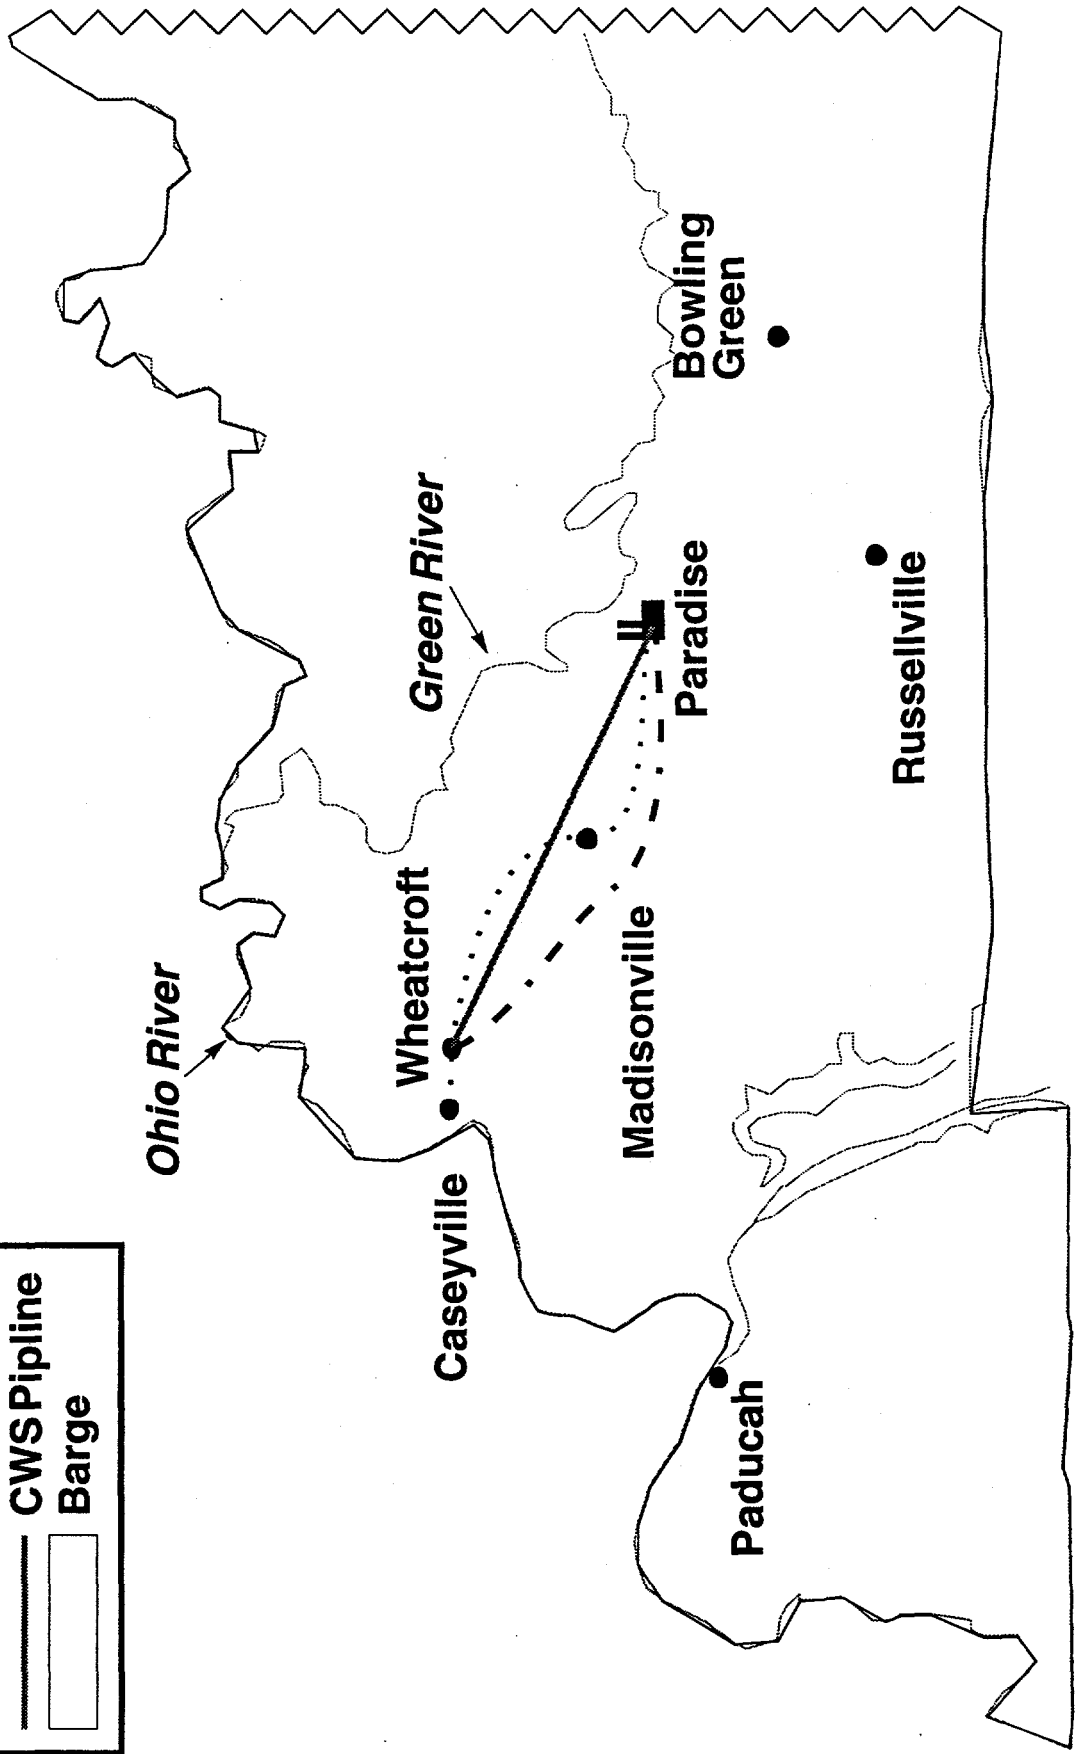 CWS Pipline
Barge
Ohio River
Green River
Wheatcroft
Caseyville
Madisonville
Paradise
Bowling
Green
Paducah
Russellville